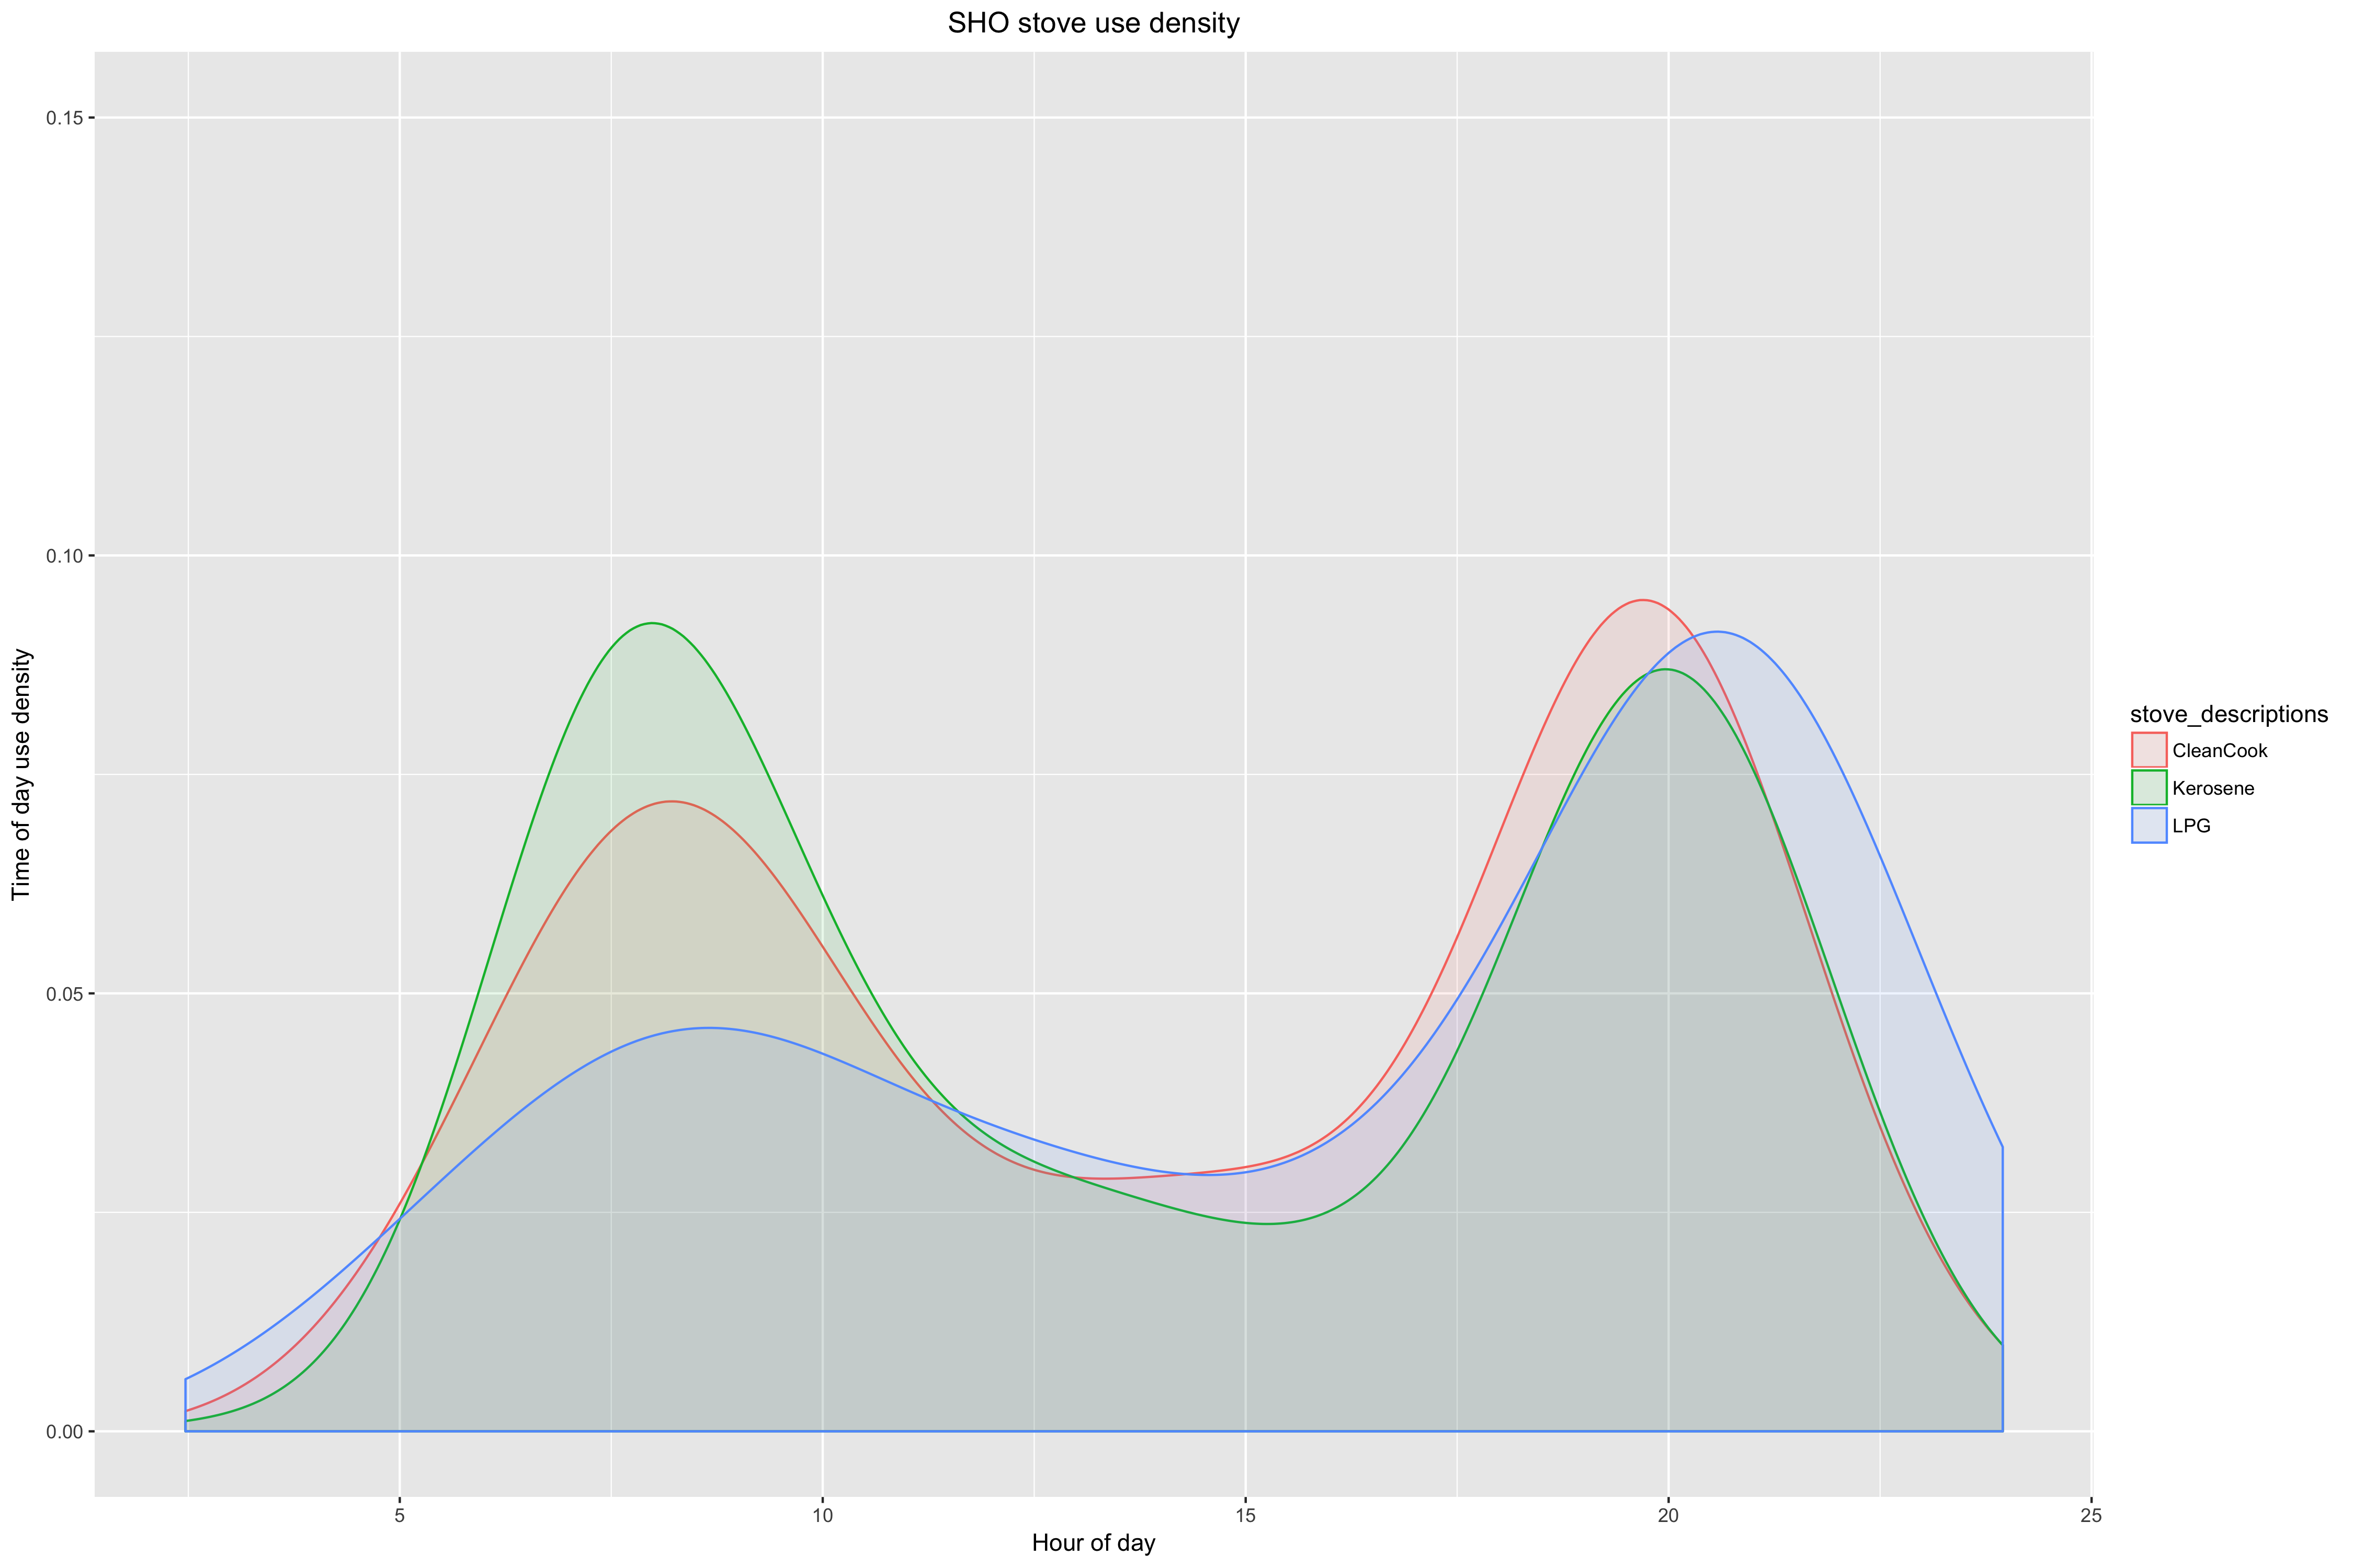 SHO stove use density
0.15
0.10
0.05
0.00
Time of day use density
5
10
15
20
25
Hour of day
stove_descriptions
CleanCook
Kerosene
LPG